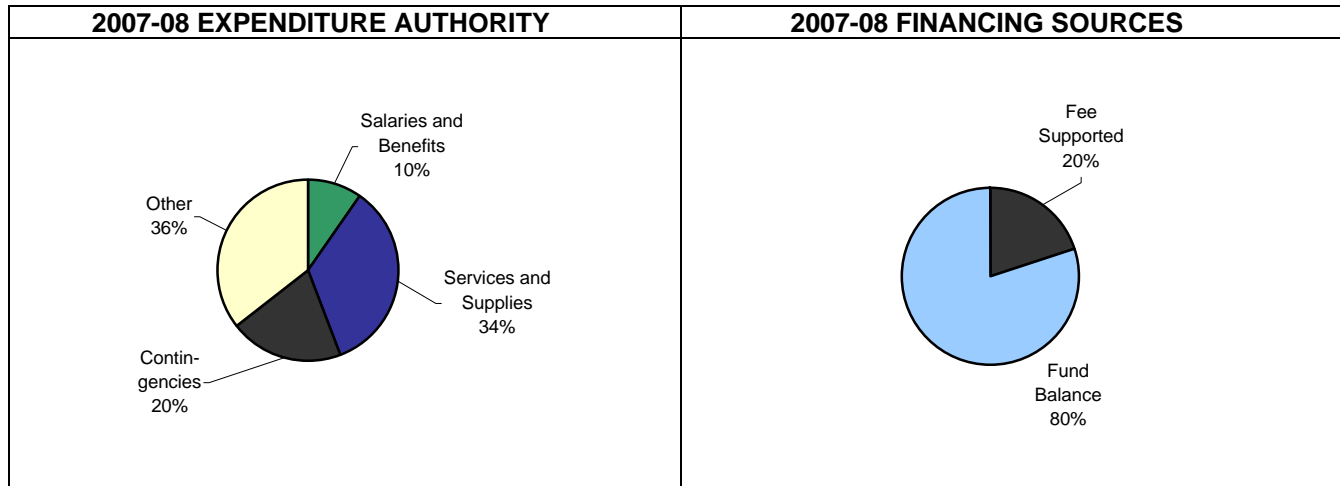 2007-08 EXPENDITURE AUTHORITY
Salaries and
Benefits
10%
Other
36%
Services and
Supplies
34%
Contin-
gencies
20%
2007-08 FINANCING SOURCES
Fee
Supported
20%
Fund
Balance
80%